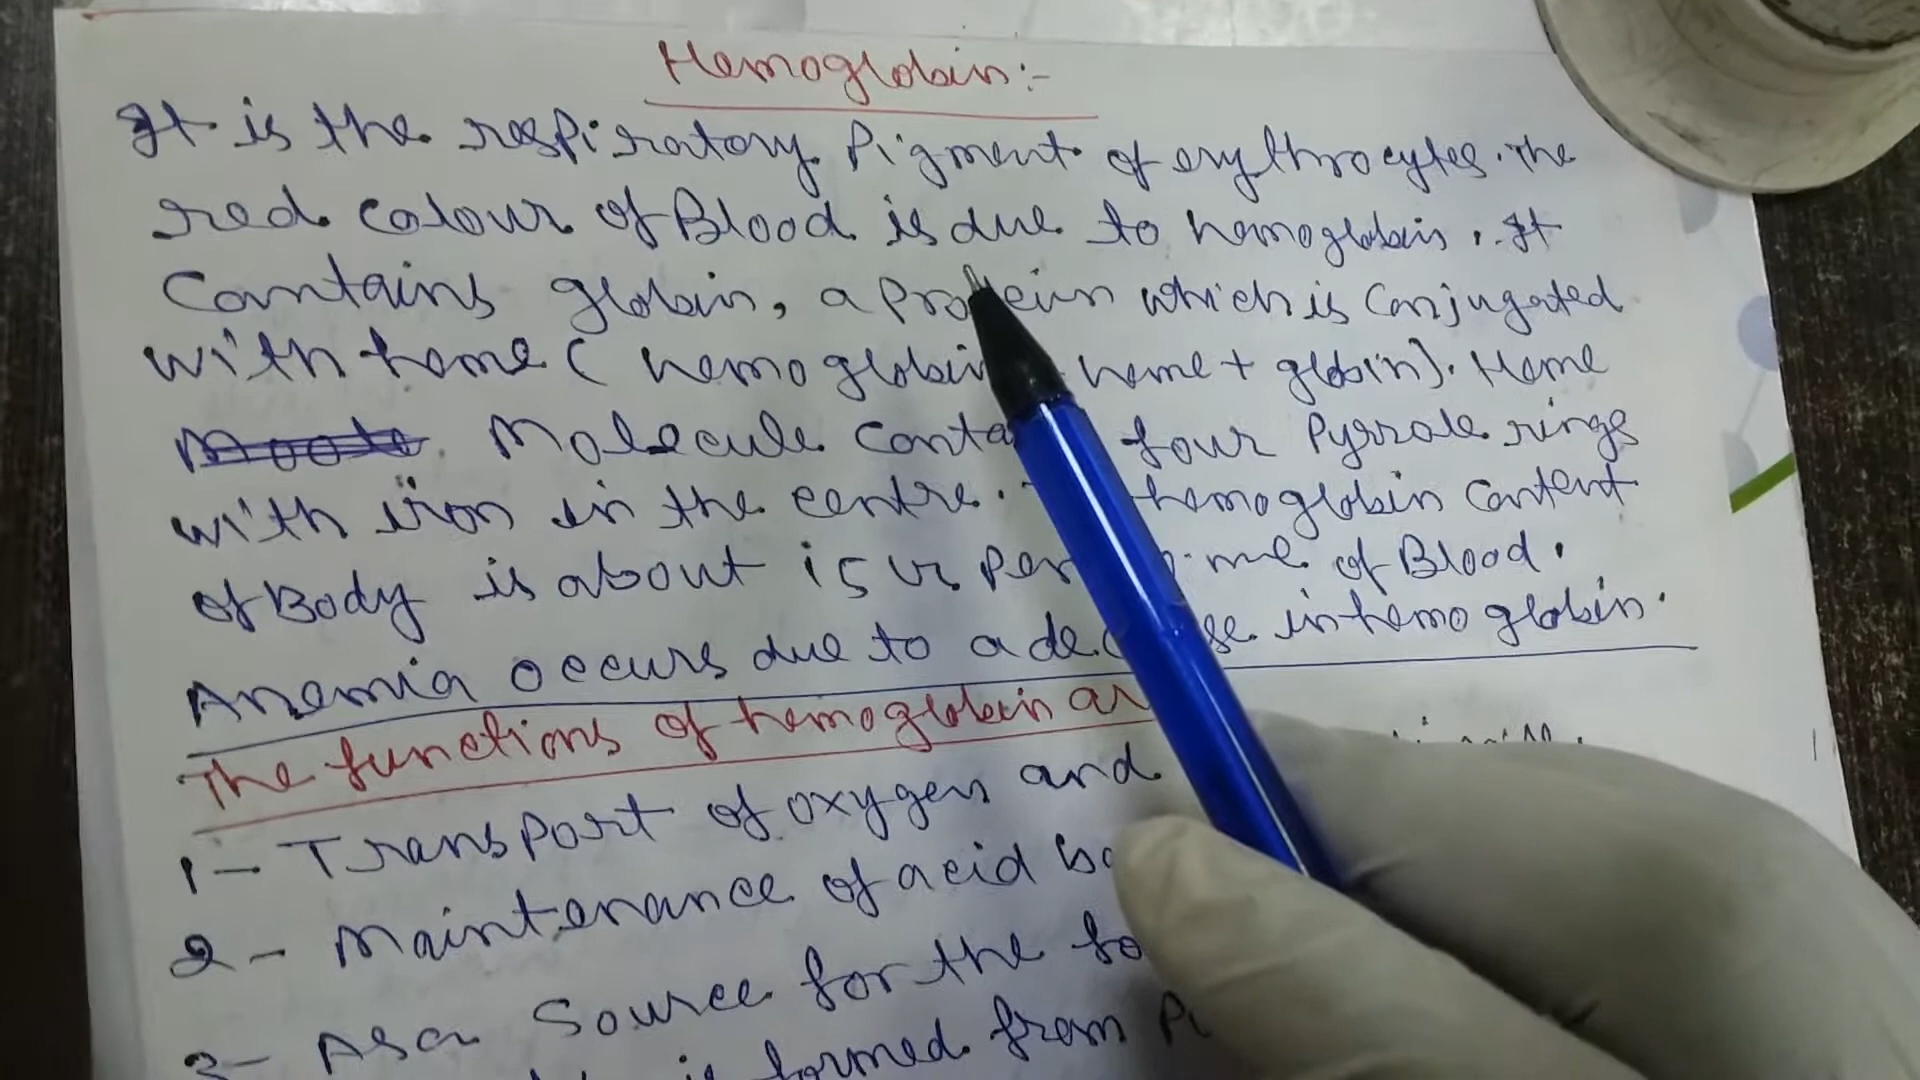 Hemoglobin:-
It is the respiratory Pigment of erythrocytes. The
red colour of Blood is due to hemoglobin. It
Contains globin, a Protein which is Conjugated
with heme (hemoglobin heme + globin). Heme
Molecule Conta four Pyrrole rings
with iron in the centre. hemoglobin Content
of Body is about 15 Per ml of Blood.
Anemia occurs due to a dec se in hemoglobin.
The functions of hemoglobin ar
1- Transport of oxygen and
2- Maintenance of acid ba
3- As a Source for the fo
is formed from Pi